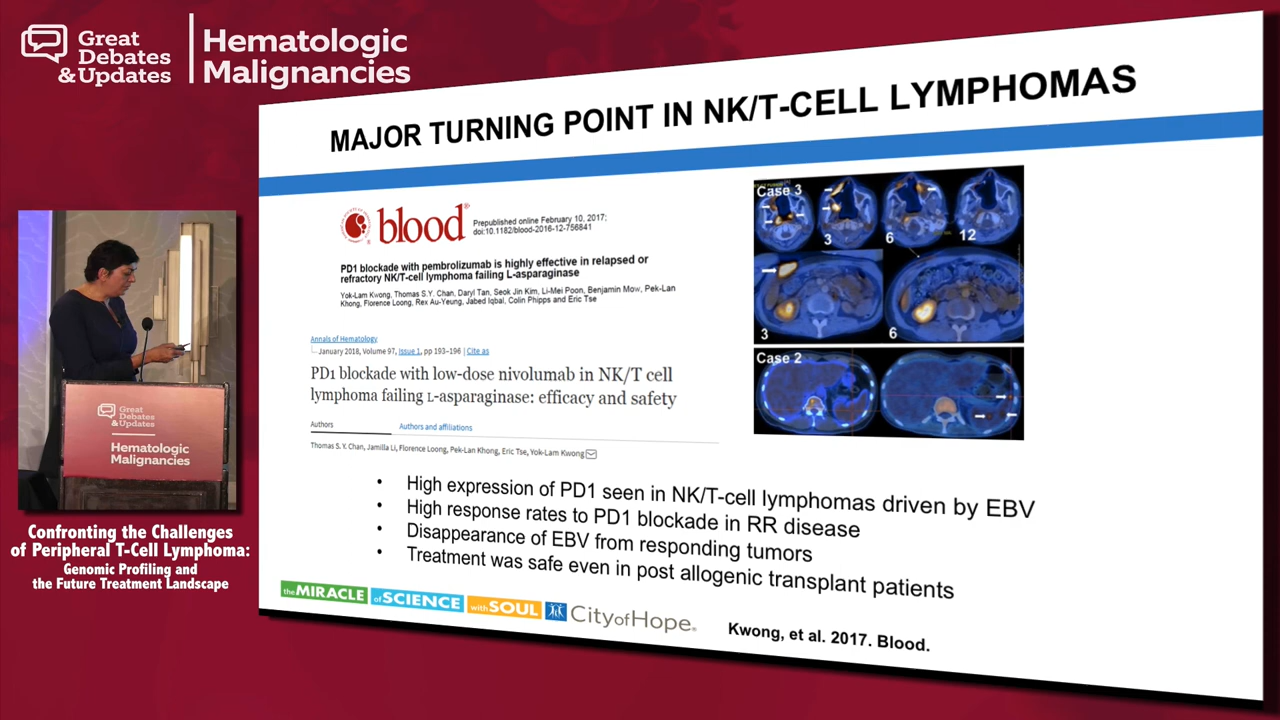 Great
Debates
&Updates
Hematologic
Malignancies
MAJOR TURNING POINT IN NK/T-CELL LYMPHOMAS
blood®
Prepublished online February 10, 2017;
doi:10.1182/blood-2016-12-756841
PD1 blockade with pembrolizumab is highly effective in relapsed or
refractory NK/T-cell lymphoma failing L-asparaginase
Yok-Lam Kwong, Thomas S.Y. Chan, Daryl Tan, Seok Jin Kim, Li-Mei Poon, Benjamin Mow, Pek-Lan
Khong, Florence Loong, Rex Au-Yeung, Jabed Iqbal, Colin Phipps and Eric Tse
Annals of Hematology
January 2018, Volume 97, Issue 1, pp 193–196 | Cite as
PD1 blockade with low-dose nivolumab in NK/T cell
lymphoma failing L-asparaginase: efficacy and safety
Authors
Authors and affiliations
Thomas S. Y. Chan, Jamilla Li, Florence Loong, Pek-Lan Khong, Eric Tse, Yok-Lam Kwong
Case 3
3
6
12
3
6
Case 2
• High expression of PD1 seen in NK/T-cell lymphomas driven by EBV
• High response rates to PD1 blockade in RR disease
• Disappearance of EBV from responding tumors
• Treatment was safe even in post allogenic transplant patients
the MIRACLE of SCIENCE with SOUL CityofHope®
Kwong, et al. 2017. Blood.
Great
Debates
&Updates
Hematologic
Malignancies
Confronting the Challenges
of Peripheral T-Cell Lymphoma:
Genomic Profiling and
the Future Treatment Landscape